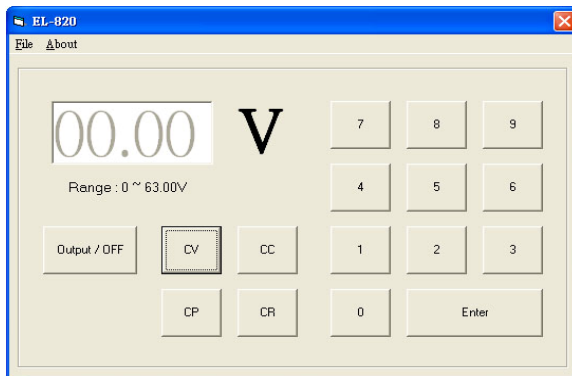 EL-820
File About
00.00 V
Range : 0 ~ 63.00V
7 8 9
4 5 6
Output / OFF CV CC 1 2 3
CP CR 0 Enter